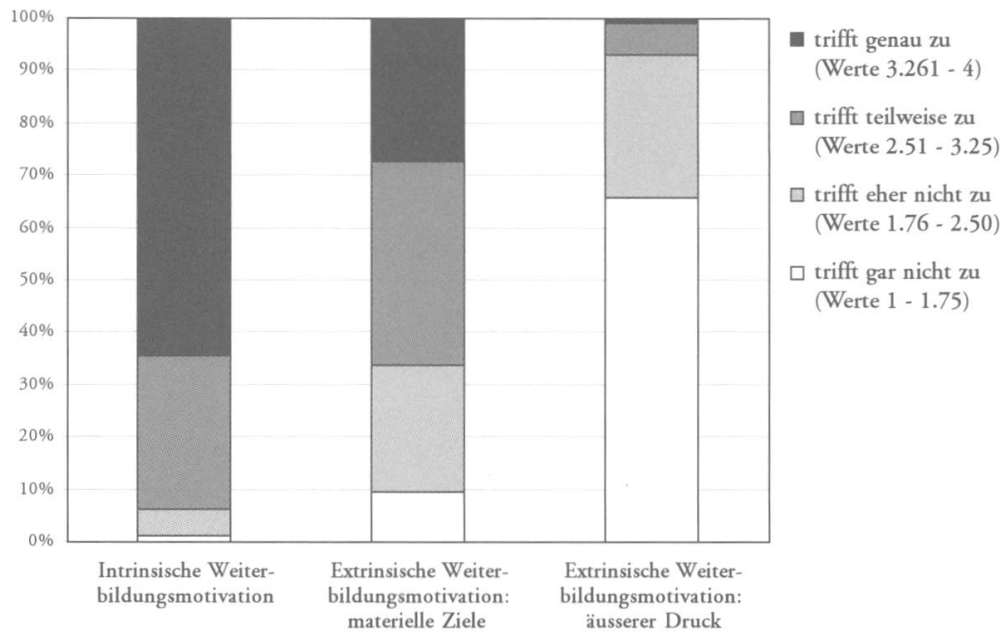 100%
90%
80%
70%
60%
50%
40%
30%
20%
10%
0%
Intrinsische Weiter-
bildungsmotivation
Extrinsische Weiter-
bildungsmotivation:
materielle Ziele
Extrinsische Weiter-
bildungsmotivation:
äusserer Druck
trifft genau zu
(Werte 3.261 - 4)
trifft teilweise zu
(Werte 2.51 - 3.25)
trifft eher nicht zu
(Werte 1.76 - 2.50)
trifft gar nicht zu
(Werte 1 - 1.75)